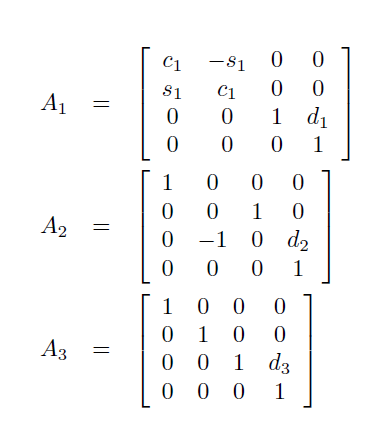 A₁ = [ c₁ −s₁ 0 0
s₁ c₁ 0 0
0 0 1 d₁
0 0 0 1 ]
A₂ = [ 1 0 0 0
0 0 1 0
0 −1 0 d₂
0 0 0 1 ]
A₃ = [ 1 0 0 0
0 1 0 0
0 0 1 d₃
0 0 0 1 ]